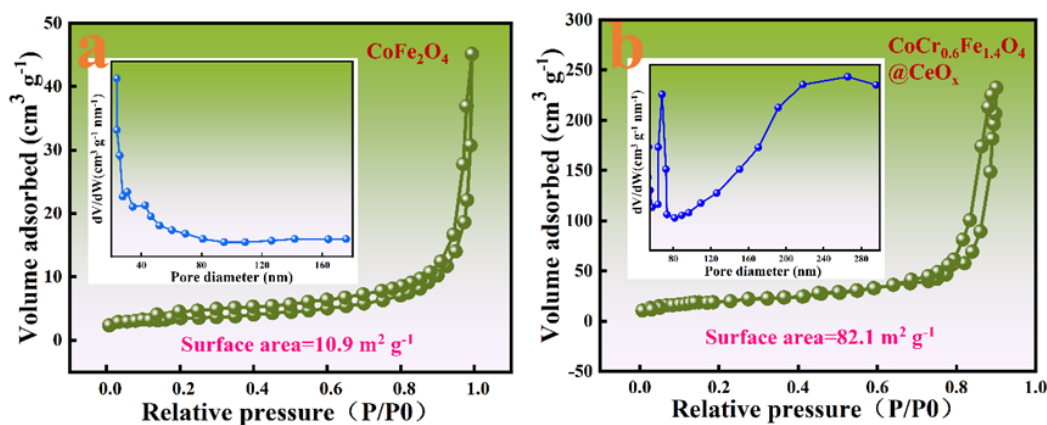 a
CoFe₂O₄
Volume adsorbed (cm³ g⁻¹)
50
40
30
20
10
0
dV/dW(cm³ g⁻¹ nm⁻¹)
40 80 120 160
Pore diameter (nm)
Surface area=10.9 m² g⁻¹
0.0 0.2 0.4 0.6 0.8 1.0
Relative pressure（P/P0）
b
CoCr₀.₆Fe₁.₄O₄
@CeOₓ
Volume adsorbed (cm³ g⁻¹)
300
250
200
150
100
50
0
-50
dV/dW(cm³ g⁻¹ nm⁻¹)
80 120 160 200 240 280
Pore diameter (nm)
Surface area=82.1 m² g⁻¹
0.0 0.2 0.4 0.6 0.8 1.0
Relative pressure（P/P0）